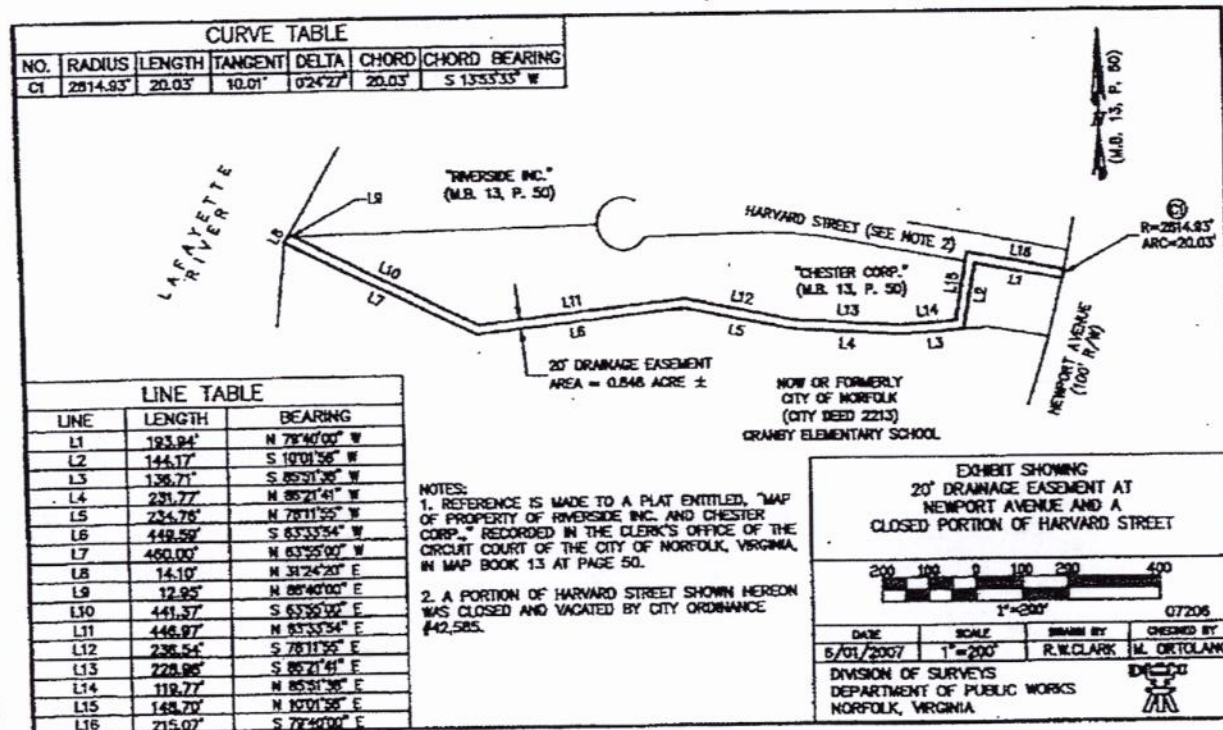 CURVE TABLE
NO. RADIUS LENGTH TANGENT DELTA CHORD CHORD BEARING
C1 2814.93' 20.03' 10.01' 0°24'27" 20.03' S 13°53'33" W
LAFAYETTE
RIVER
"RIVERSIDE INC."
(M.B. 13, P. 50)
HARVARD STREET (SEE NOTE 2)
"CHESTER CORP."
(M.B. 13, P. 50)
N
(M.B. 13, P. 50)
C1
R=2814.93'
ARC=20.03'
L9
L8
L10
L7
L11
L6
L12
L5
L13
L4
L14
L3
L15
L2
L16
L1
20' DRAINAGE EASEMENT
AREA = 0.846 ACRE ±
NOW OR FORMERLY
CITY OF NORFOLK
(CITY DEED 2213)
GRANBY ELEMENTARY SCHOOL
NEWPORT AVENUE
(100' R/W)
LINE TABLE
LINE LENGTH BEARING
L1 193.94' N 79°40'00" W
L2 144.17' S 10°01'56" W
L3 136.71' S 85°51'36" W
L4 231.77' N 86°21'41" W
L5 234.76' N 78°11'55" W
L6 449.59' S 83°33'54" W
L7 460.00' N 63°55'00" W
L8 14.10' N 31°24'20" E
L9 12.95' N 86°40'00" E
L10 441.37' S 63°55'00" E
L11 446.97' N 83°33'54" E
L12 236.54' S 78°11'55" E
L13 228.96' S 86°21'41" E
L14 119.77' N 85°51'36" E
L15 148.70' N 10°01'56" E
L16 215.07' S 79°40'00" E
NOTES:
1. REFERENCE IS MADE TO A PLAT ENTITLED, "MAP
OF PROPERTY OF RIVERSIDE INC. AND CHESTER
CORP.," RECORDED IN THE CLERK'S OFFICE OF THE
CIRCUIT COURT OF THE CITY OF NORFOLK, VIRGINIA,
IN MAP BOOK 13 AT PAGE 50.
2. A PORTION OF HARVARD STREET SHOWN HEREON
WAS CLOSED AND VACATED BY CITY ORDINANCE
#42,585.
EXHIBIT SHOWING
20' DRAINAGE EASEMENT AT
NEWPORT AVENUE AND A
CLOSED PORTION OF HARVARD STREET
200 100 0 100 200 400
1"=200'
07206
DATE SCALE DRAWN BY CHECKED BY
6/01/2007 1"=200' R.W.CLARK M. ORTOLANO
DIVISION OF SURVEYS
DEPARTMENT OF PUBLIC WORKS
NORFOLK, VIRGINIA